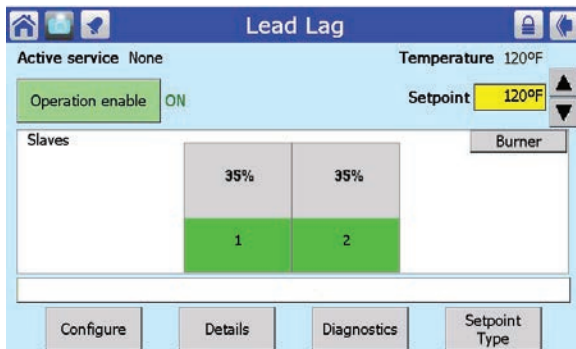 Lead Lag
Active service None
Temperature 120ºF
Operation enable ON
Setpoint 120ºF
Slaves
Burner
35% 35%
1 2
Configure
Details
Diagnostics
Setpoint
Type